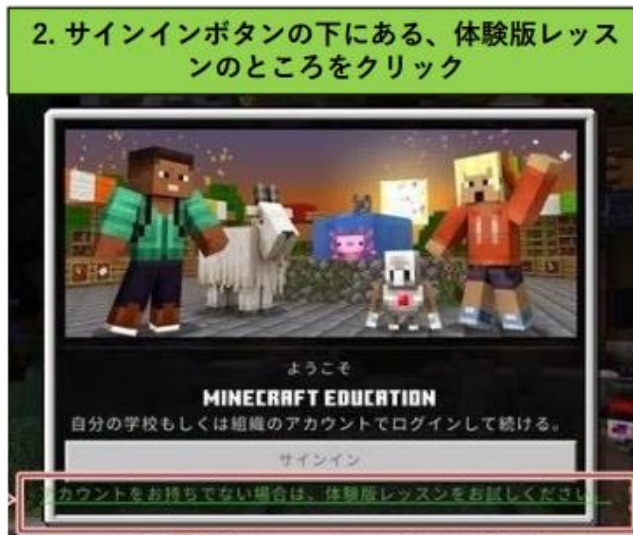 2. サインインボタンの下にある、体験版レッス
ンのところをクリック
ようこそ
MINECRAFT EDUCATION
自分の学校もしくは組織のアカウントでログインして続ける。
サインイン
アカウントをお持ちでない場合は、体験版レッスンをお試しください